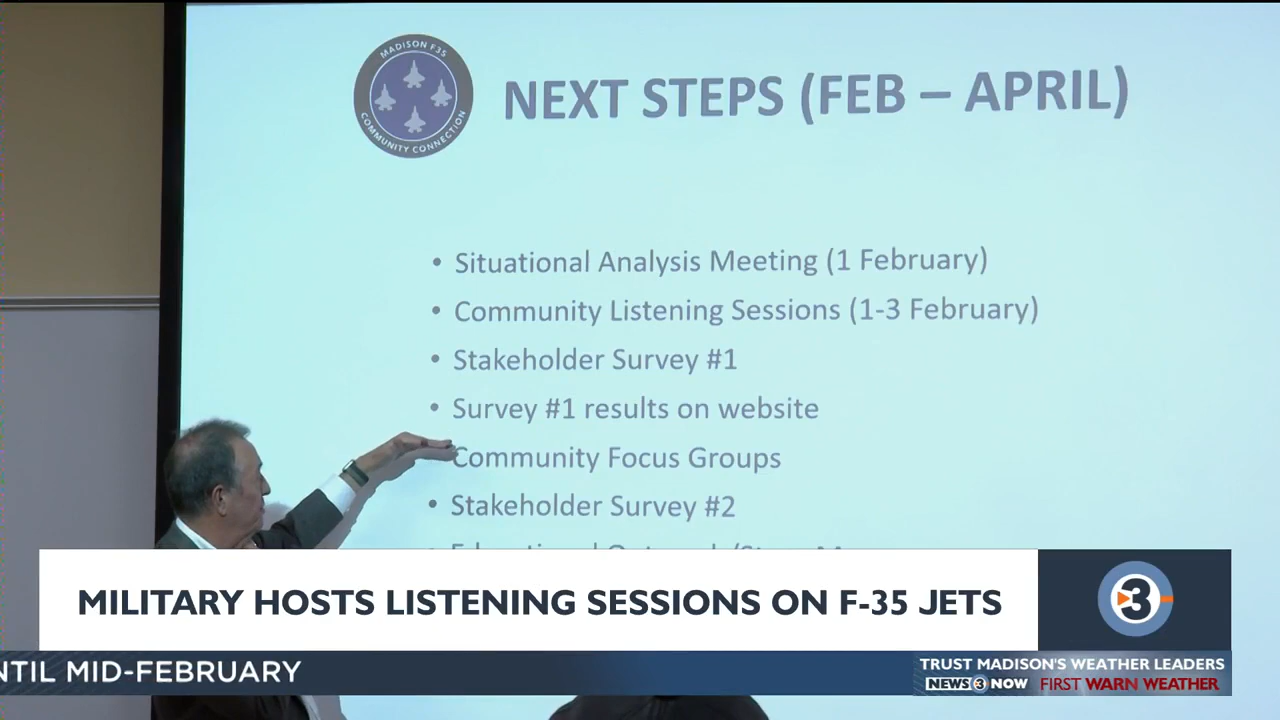 MADISON F35
COMMUNITY CONNECTION
NEXT STEPS (FEB – APRIL)
• Situational Analysis Meeting (1 February)
• Community Listening Sessions (1-3 February)
• Stakeholder Survey #1
• Survey #1 results on website
Community Focus Groups
• Stakeholder Survey #2
MILITARY HOSTS LISTENING SESSIONS ON F-35 JETS
3
NTIL MID-FEBRUARY
TRUST MADISON'S WEATHER LEADERS
NEWS 3 NOW FIRST WARN WEATHER